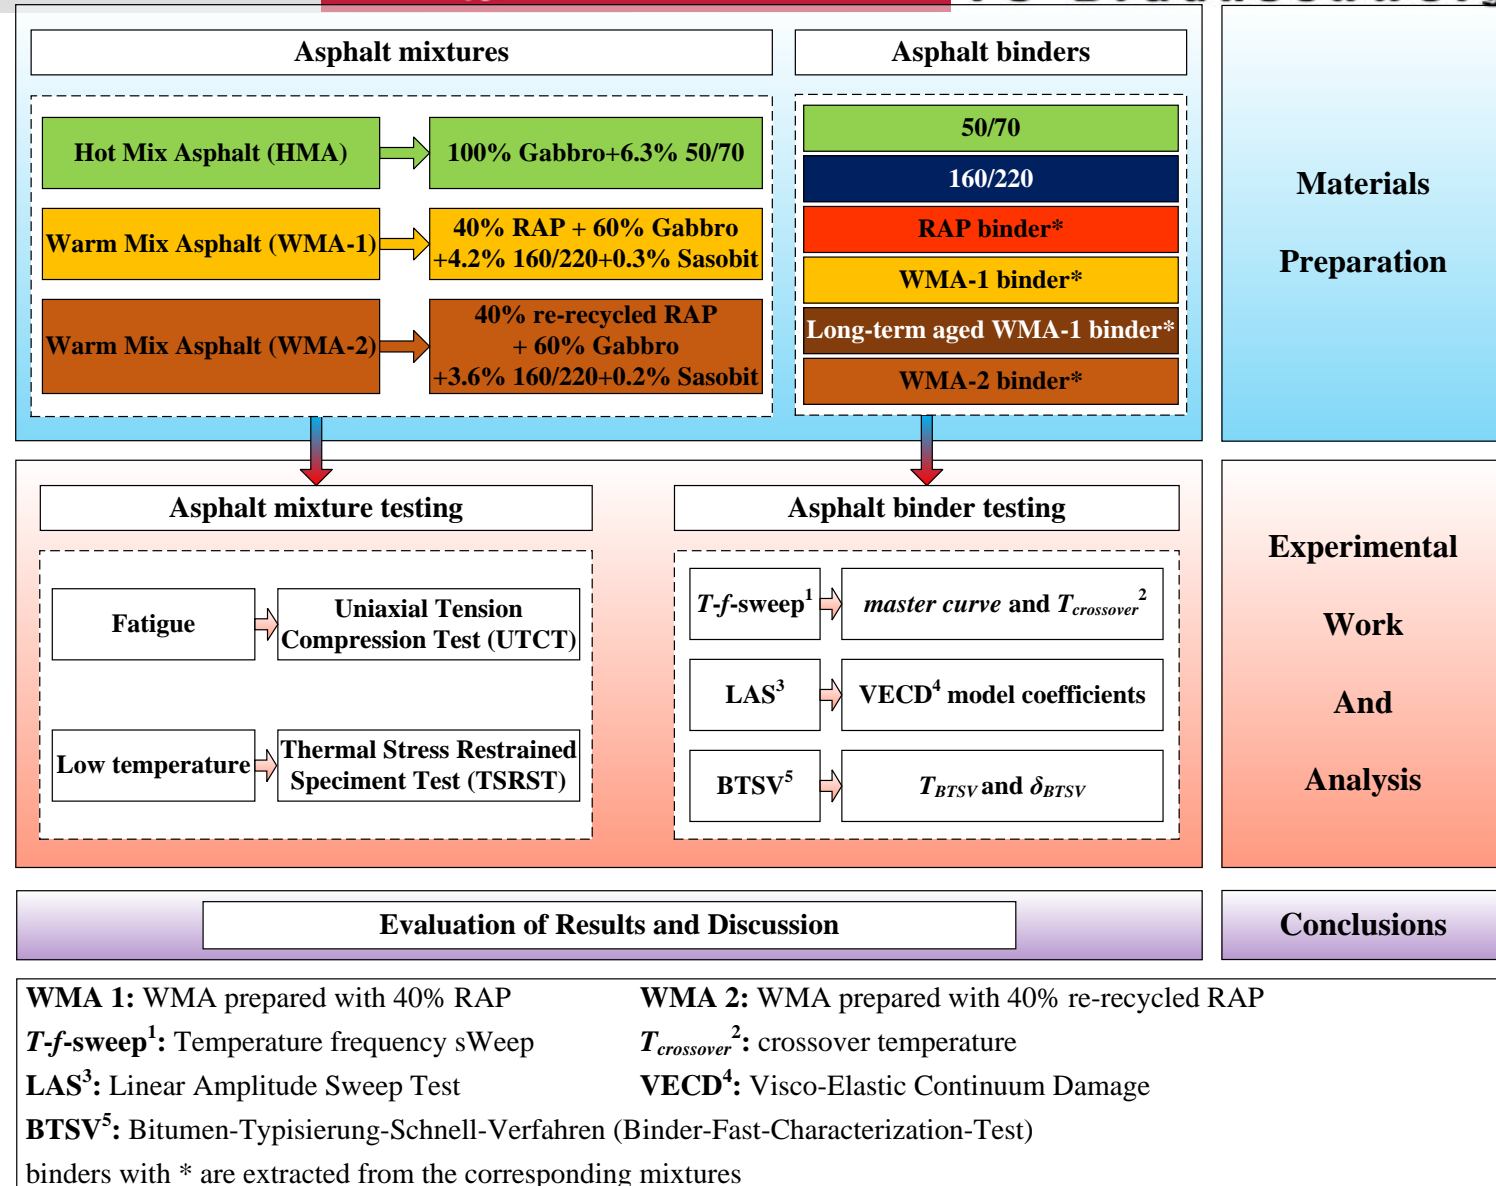 Asphalt mixtures
Asphalt binders
Hot Mix Asphalt (HMA)
100% Gabbro+6.3% 50/70
Warm Mix Asphalt (WMA-1)
40% RAP + 60% Gabbro
+4.2% 160/220+0.3% Sasobit
Warm Mix Asphalt (WMA-2)
40% re-recycled RAP
+ 60% Gabbro
+3.6% 160/220+0.2% Sasobit
50/70
160/220
RAP binder*
WMA-1 binder*
Long-term aged WMA-1 binder*
WMA-2 binder*
Materials
Preparation
Asphalt mixture testing
Fatigue
Uniaxial Tension
Compression Test (UTCT)
Low temperature
Thermal Stress Restrained
Speciment Test (TSRST)
Asphalt binder testing
T-f-sweep¹
master curve and Tcrossover²
LAS³
VECD⁴ model coefficients
BTSV⁵
TBTSV and δBTSV
Experimental
Work
And
Analysis
Evaluation of Results and Discussion
Conclusions
WMA 1: WMA prepared with 40% RAP
WMA 2: WMA prepared with 40% re-recycled RAP
T-f-sweep¹: Temperature frequency sWeep
Tcrossover²: crossover temperature
LAS³: Linear Amplitude Sweep Test
VECD⁴: Visco-Elastic Continuum Damage
BTSV⁵: Bitumen-Typisierung-Schnell-Verfahren (Binder-Fast-Characterization-Test)
binders with * are extracted from the corresponding mixtures